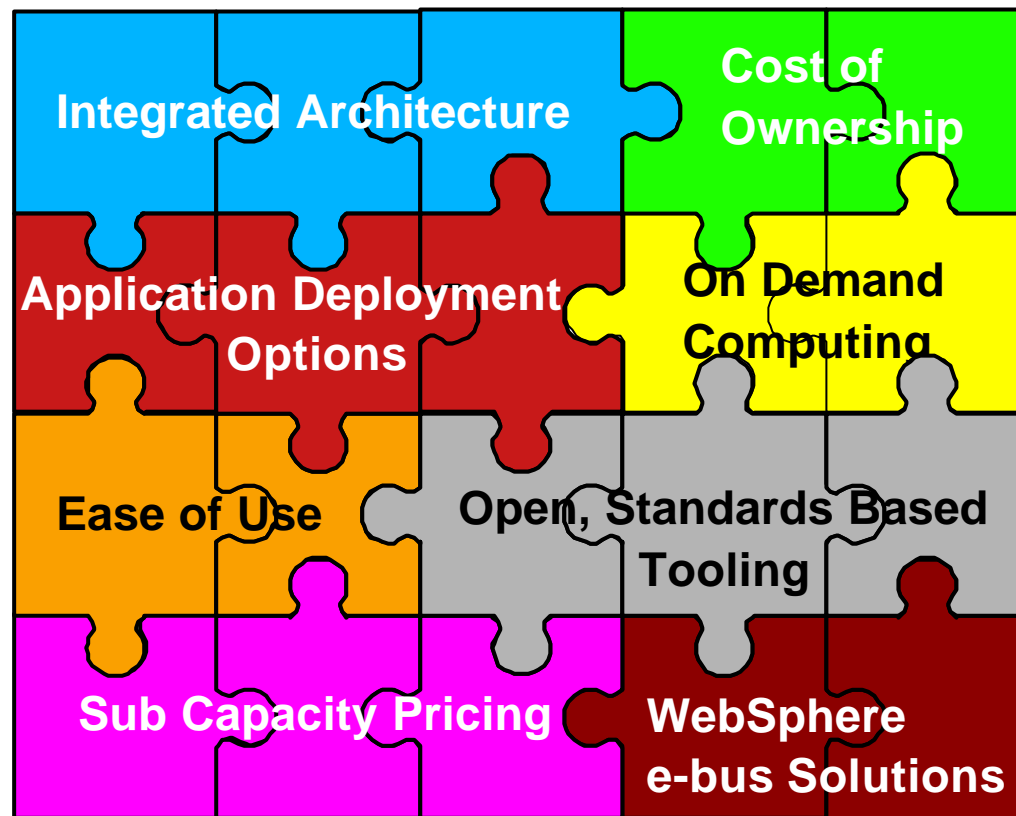 Integrated Architecture
Cost of
Ownership
Application Deployment
Options
On Demand
Computing
Ease of Use
Open, Standards Based
Tooling
Sub Capacity Pricing
WebSphere
e-bus Solutions